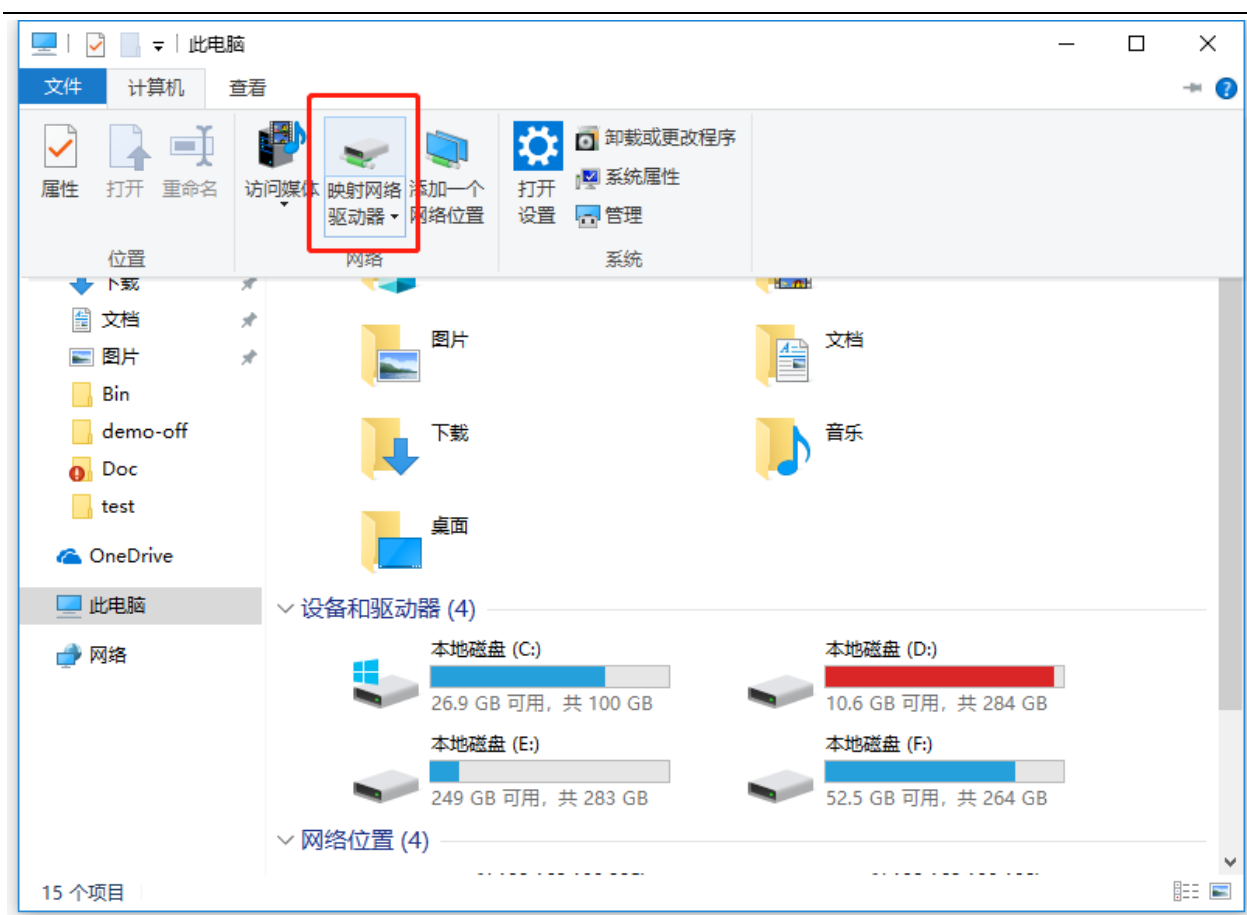 此电脑
文件 计算机 查看
属性 打开 重命名 访问媒体 映射网络 添加一个 打开 卸载或更改程序
驱动器 网络位置 设置 系统属性
管理
位置 网络 系统
下载
文档
图片
Bin
demo-off
Doc
test
OneDrive
此电脑
网络
图片 文档
下载 音乐
桌面
设备和驱动器 (4)
本地磁盘 (C:) 本地磁盘 (D:)
26.9 GB 可用，共 100 GB 10.6 GB 可用，共 284 GB
本地磁盘 (E:) 本地磁盘 (F:)
249 GB 可用，共 283 GB 52.5 GB 可用，共 264 GB
网络位置 (4)
15 个项目